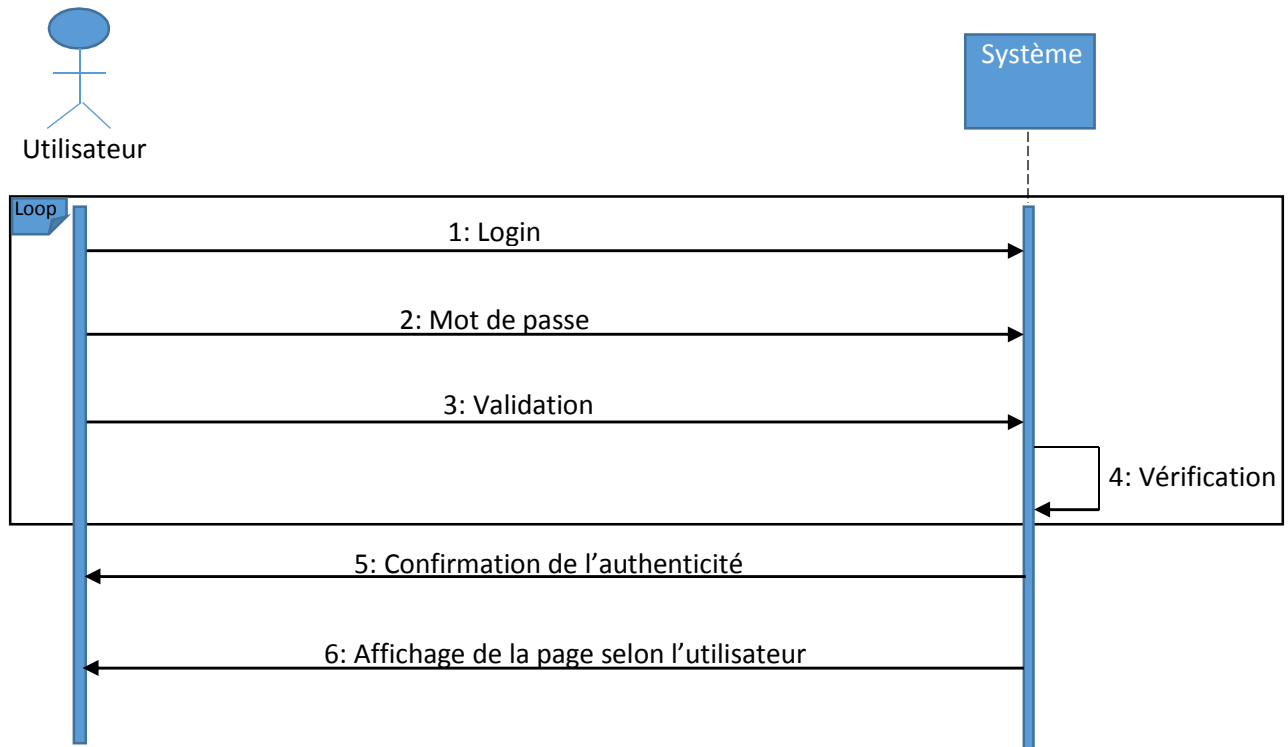 Système
Utilisateur
Loop
1: Login
2: Mot de passe
3: Validation
4: Vérification
5: Confirmation de l’authenticité
6: Affichage de la page selon l’utilisateur